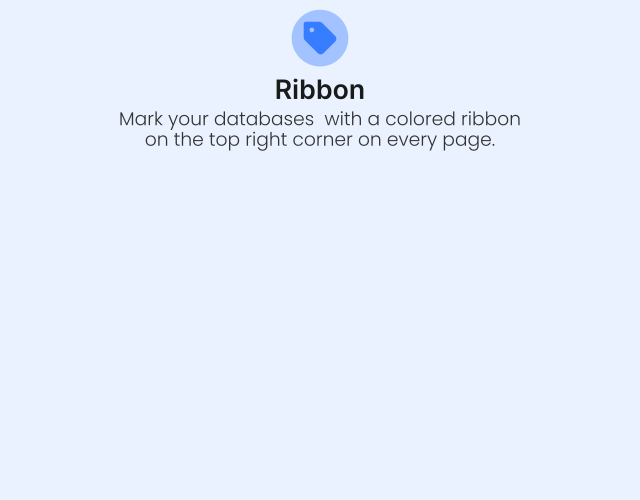 Ribbon
Mark your databases  with a colored ribbon
on the top right corner on every page.